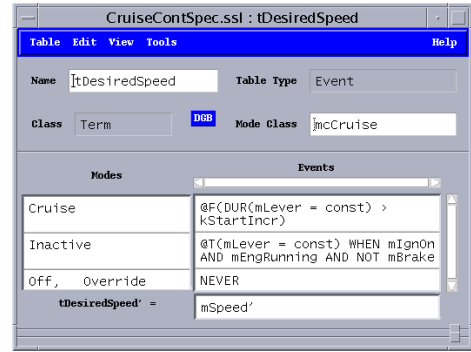 CruiseContSpec.ssl : tDesiredSpeed
Table Edit View Tools Help
Name tDesiredSpeed Table Type Event
Class Term DGB Mode Class mcCruise
Modes Events
Cruise @F(DUR(mLever = const) >
kStartIncr)
Inactive @T(mLever = const) WHEN mIgnOn
AND mEngRunning AND NOT mBrake
Off, Override NEVER
tDesiredSpeed' = mSpeed'